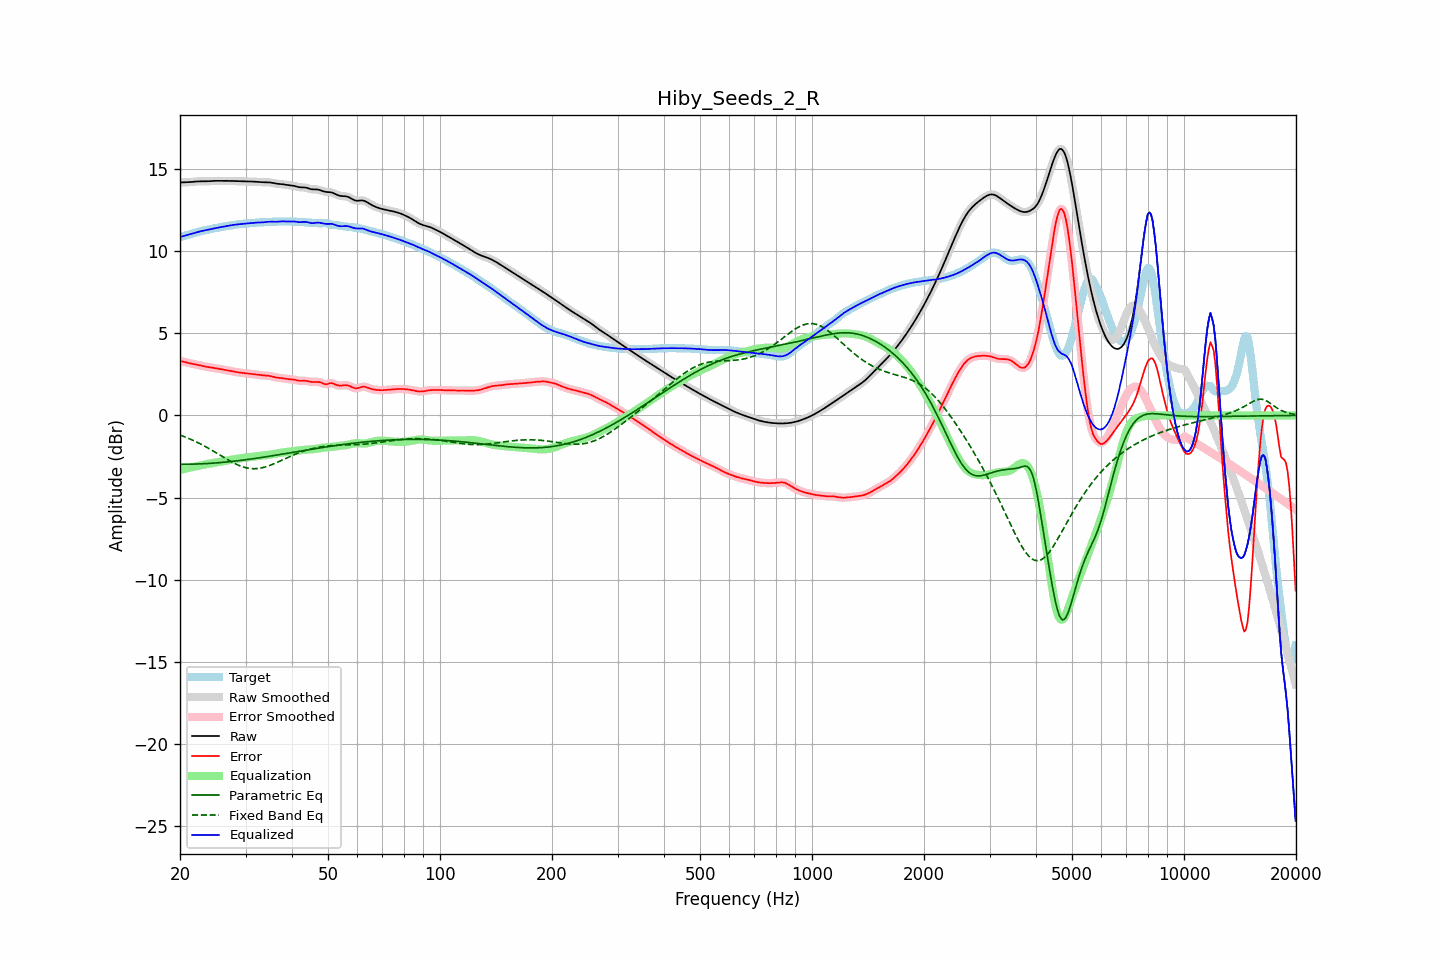 Hiby_Seeds_2_R
Amplitude (dBr)
15
10
5
0
−5
−10
−15
−20
−25
Target
Raw Smoothed
Error Smoothed
Raw
Error
Equalization
Parametric Eq
Fixed Band Eq
Equalized
20
50
100
200
500
1000
2000
5000
10000
20000
Frequency (Hz)